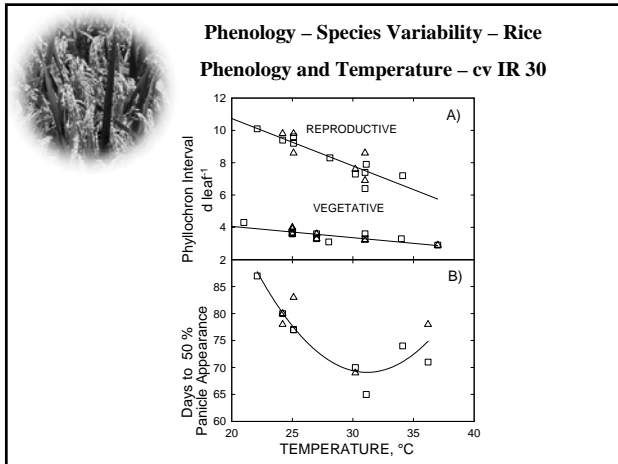 Phenology – Species Variability – Rice
Phenology and Temperature – cv IR 30
12
10
8
6
4
2
Phyllochron Interval
d leaf⁻¹
A)
REPRODUCTIVE
VEGETATIVE
85
80
75
70
65
60
Days to 50 %
Panicle Appearance
B)
20
25
30
35
40
TEMPERATURE, °C